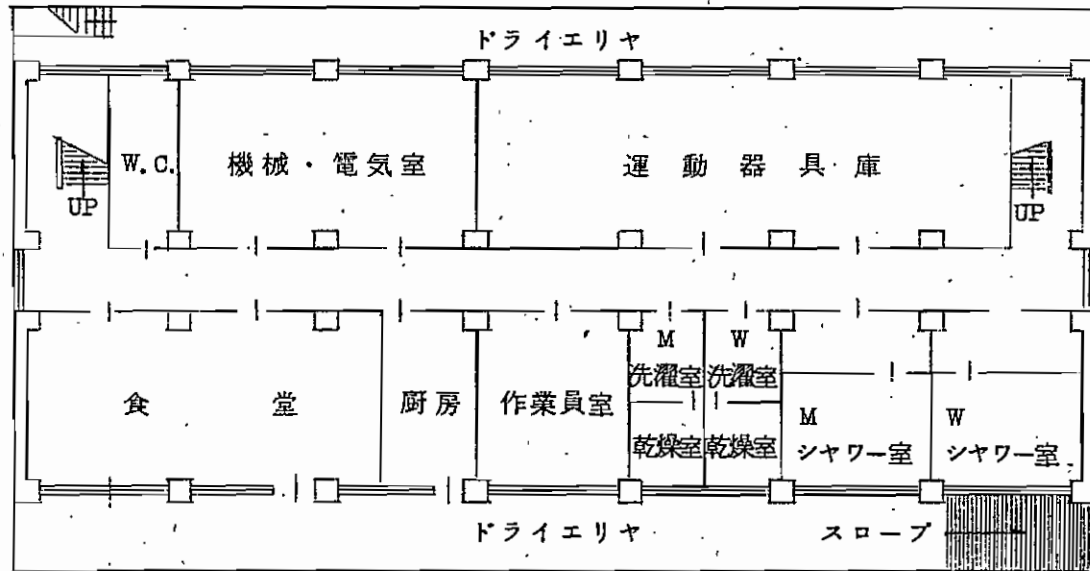 ドライエリヤ
W.C.
機械・電気室
運動器具庫
UP
UP
M
W
洗濯室
洗濯室
食堂
厨房
作業員室
M
W
乾燥室
乾燥室
シャワー室
シャワー室
ドライエリヤ
スロープ